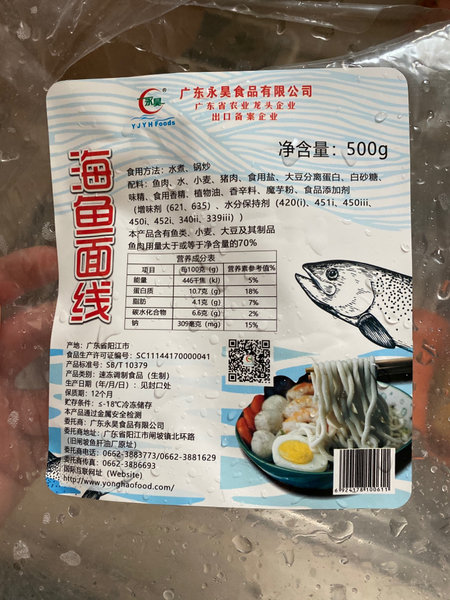 永昊
®
YJYH Foods
广东永昊食品有限公司
广东省农业龙头企业
出口备案企业
海鱼面线
净含量：500g
食用方法：水煮、锅炒
配料：鱼肉、水、小麦、猪肉、食用盐、大豆分离蛋白、白砂糖、
味精、食用香精、植物油、香辛料、魔芋粉、食品添加剂
（增味剂（621、635）、水分保持剂（420(i)、451i、450iii、
450i、452i、340ii、339iii））
本产品含有鱼类、小麦、大豆及其制品
鱼肉用量大于或等于净含量的70%
营养成分表
项目 每100克（g） 营养素参考值%
能量 446千焦（kJ） 5%
蛋白质 10.7克（g） 18%
脂肪 4.1克（g） 7%
碳水化合物 6.6克（g） 2%
钠 309毫克（mg） 15%
产地：广东省阳江市
食品生产许可证编号：SC11144170000041
产品标准号：SB/T 10379
产品类别：速冻调制食品（生制）
生产日期（年/月/日）：见封口处
保质期：12个月
贮存条件：≤-18℃冷冻储存
本产品通过金属安全检测
委托商：广东永昊食品有限公司
委托商地址：广东省阳江市闸坡镇北环路
（旧闸坡鱼肝油厂原址）
委托商电话：0662-3883773/0662-3881629
委托商传真：0662-3886693
国际互联网址（Website）
http://www.yonghaofood.com/
6924178100611